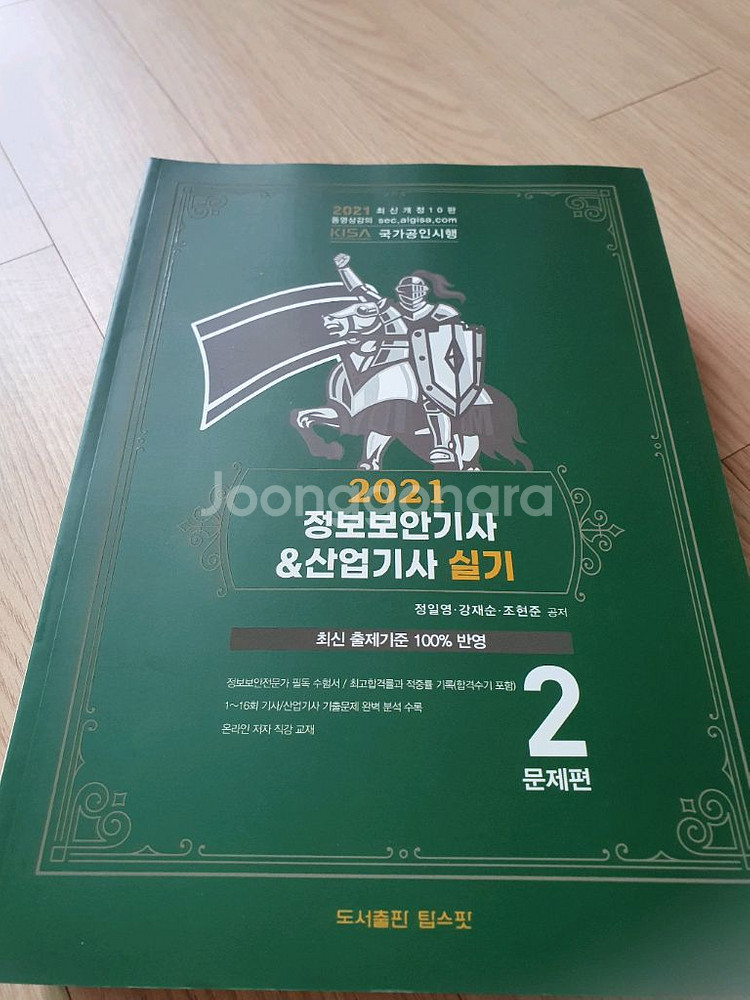 2021 최신개정10판
동영상강의 sec.algisa.com
KISA 국가공인시행
Joonggonara
2021
정보보안기사
&산업기사 실기
정일영·강재순·조현준 공저
최신 출제기준 100% 반영
정보보안전문가 필독 수험서 / 최고합격률과 적중률 기록(합격수기 포함)
1~16회 기사/산업기사 기출문제 완벽 분석 수록
온라인 저자 직강 교재
2
문제편
도서출판 탑스팟